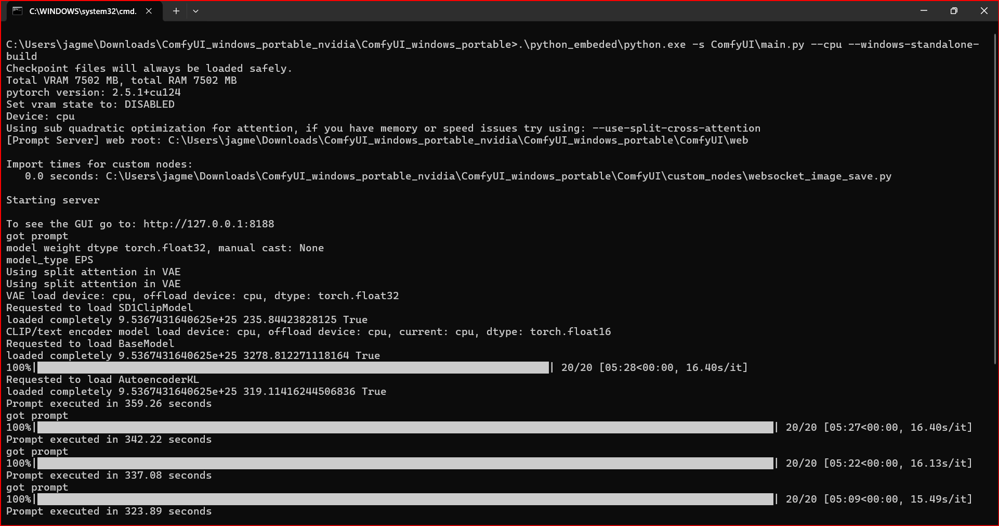 C:\WINDOWS\system32\cmd.
C:\Users\jagme\Downloads\ComfyUI_windows_portable_nvidia\ComfyUI_windows_portable>.\python_embeded\python.exe -s ComfyUI\main.py --cpu --windows-standalone-
build
Checkpoint files will always be loaded safely.
Total VRAM 7502 MB, total RAM 7502 MB
pytorch version: 2.5.1+cu124
Set vram state to: DISABLED
Device: cpu
Using sub quadratic optimization for attention, if you have memory or speed issues try using: --use-split-cross-attention
[Prompt Server] web root: C:\Users\jagme\Downloads\ComfyUI_windows_portable_nvidia\ComfyUI_windows_portable\ComfyUI\web
Import times for custom nodes:
0.0 seconds: C:\Users\jagme\Downloads\ComfyUI_windows_portable_nvidia\ComfyUI_windows_portable\ComfyUI\custom_nodes\websocket_image_save.py
Starting server
To see the GUI go to: http://127.0.0.1:8188
got prompt
model weight dtype torch.float32, manual cast: None
model_type EPS
Using split attention in VAE
Using split attention in VAE
VAE load device: cpu, offload device: cpu, dtype: torch.float32
Requested to load SD1ClipModel
loaded completely 9.5367431640625e+25 235.84423828125 True
CLIP/text encoder model load device: cpu, offload device: cpu, current: cpu, dtype: torch.float16
Requested to load BaseModel
loaded completely 9.5367431640625e+25 3278.812271118164 True
100%| | 20/20 [05:28<00:00, 16.40s/it]
Requested to load AutoencoderKL
loaded completely 9.5367431640625e+25 319.11416244506836 True
Prompt executed in 359.26 seconds
got prompt
100%| | 20/20 [05:27<00:00, 16.40s/it]
Prompt executed in 342.22 seconds
got prompt
100%| | 20/20 [05:22<00:00, 16.13s/it]
Prompt executed in 337.08 seconds
got prompt
100%| | 20/20 [05:09<00:00, 15.49s/it]
Prompt executed in 323.89 seconds